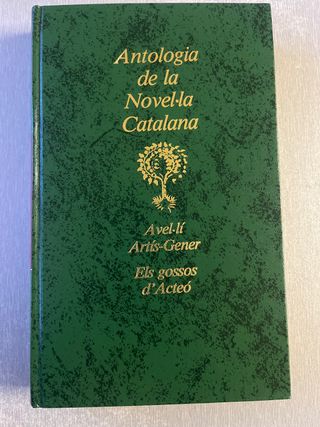 Antologia
de la
Novel·la
Catalana
Avel·lí
Artís-Gener
Els gossos
d'Acteó